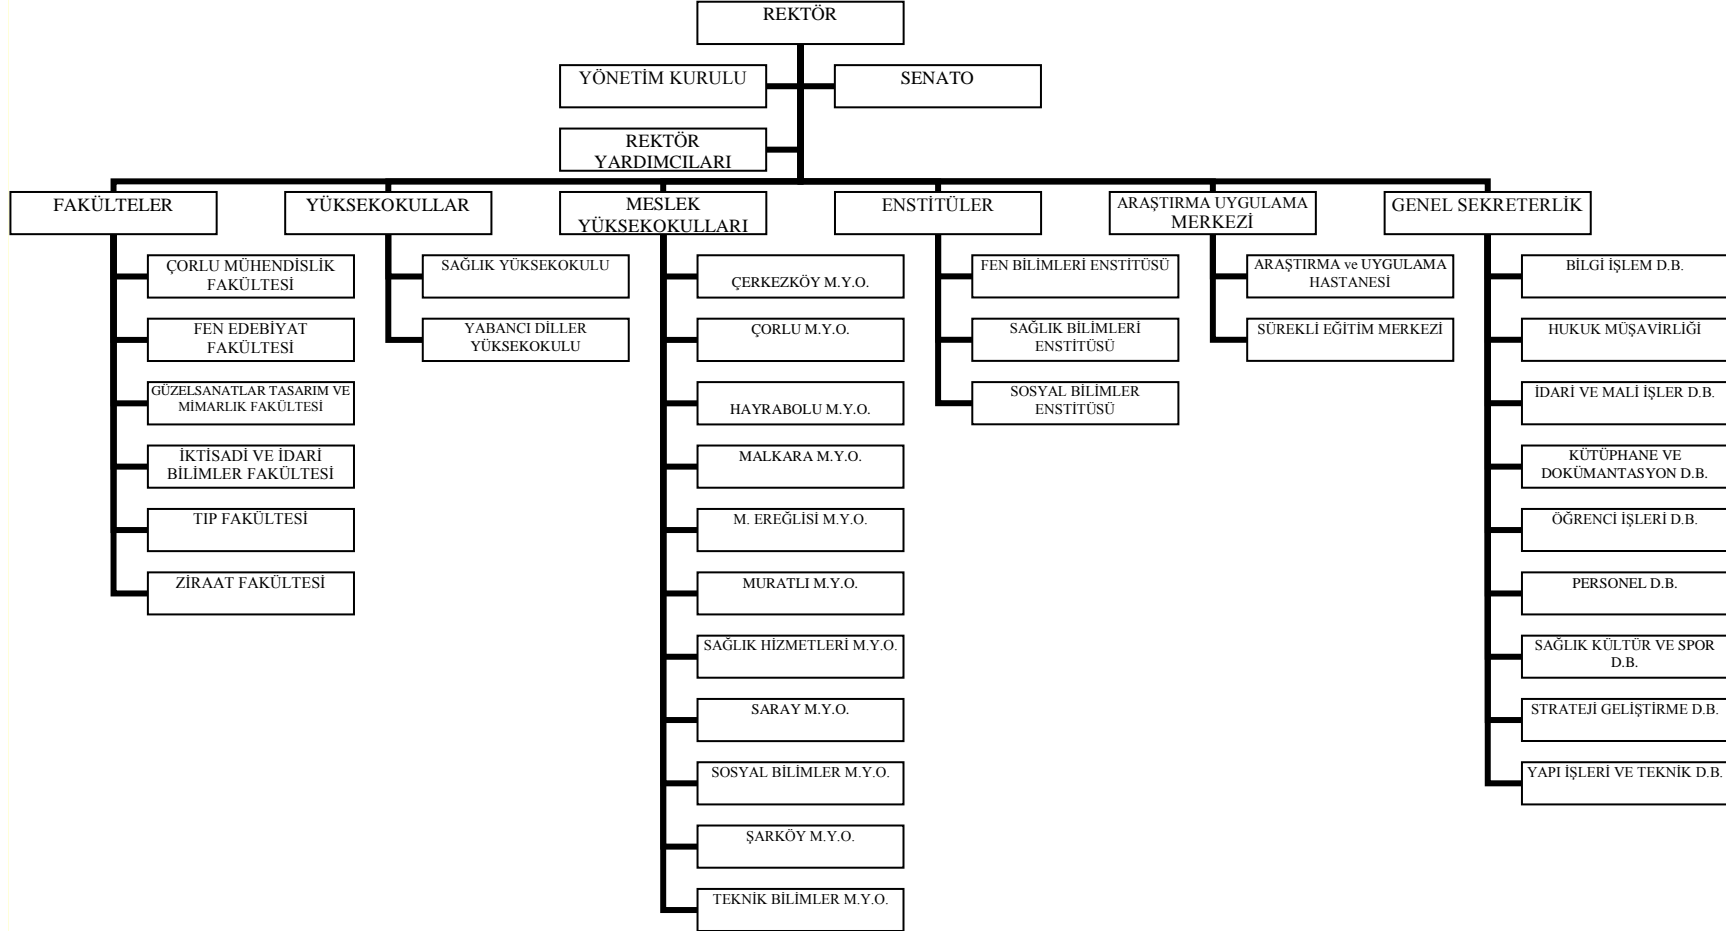 REKTÖR
YÖNETİM KURULU
SENATO
REKTÖR
YARDIMCILARI
FAKÜLTELER
ÇORLU MÜHENDİSLİK
FAKÜLTESİ
FEN EDEBİYAT
FAKÜLTESİ
GÜZELSANATLAR TASARIM VE
MİMARLIK FAKÜLTESİ
İKTİSADİ VE İDARİ
BİLİMLER FAKÜLTESİ
TIP FAKÜLTESİ
ZİRAAT FAKÜLTESİ
YÜKSEKOKULLAR
SAĞLIK YÜKSEKOKULU
YABANCI DİLLER
YÜKSEKOKULU
MESLEK
YÜKSEKOKULLARI
ÇERKEZKÖY M.Y.O.
ÇORLU M.Y.O.
HAYRABOLU M.Y.O.
MALKARA M.Y.O.
M. EREĞLİSİ M.Y.O.
MURATLI M.Y.O.
SAĞLIK HİZMETLERİ M.Y.O.
SARAY M.Y.O.
SOSYAL BİLİMLER M.Y.O.
ŞARKÖY M.Y.O.
TEKNİK BİLİMLER M.Y.O.
ENSTİTÜLER
FEN BİLİMLERİ ENSTİTÜSÜ
SAĞLIK BİLİMLERİ
ENSTİTÜSÜ
SOSYAL BİLİMLER
ENSTİTÜSÜ
ARAŞTIRMA UYGULAMA
MERKEZİ
ARAŞTIRMA ve UYGULAMA
HASTANESİ
SÜREKLİ EĞİTİM MERKEZİ
GENEL SEKRETERLİK
BİLGİ İŞLEM D.B.
HUKUK MÜŞAVİRLİĞİ
İDARİ VE MALİ İŞLER D.B.
KÜTÜPHANE VE
DOKÜMANTASYON D.B.
ÖĞRENCİ İŞLERİ D.B.
PERSONEL D.B.
SAĞLIK KÜLTÜR VE SPOR
D.B.
STRATEJİ GELİŞTİRME D.B.
YAPI İŞLERİ VE TEKNİK D.B.